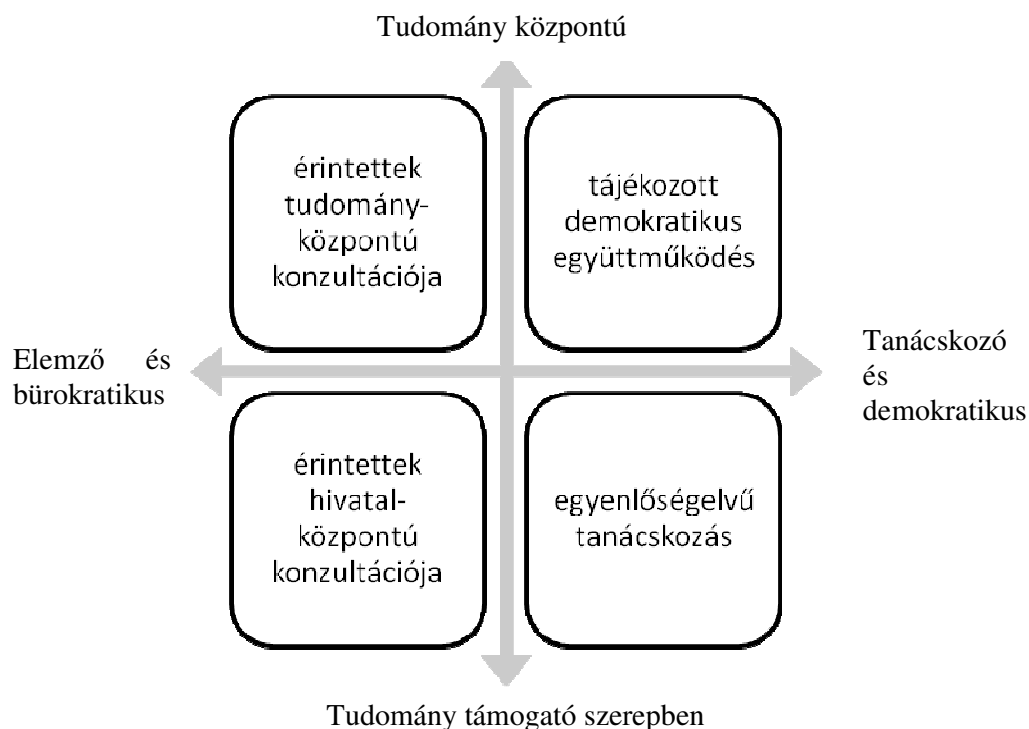 Tudomány központú
érintettek
tudomány-
központú
konzultációja
tájékozott
demokratikus
együttműködés
Elemző és
bürokratikus
Tanácskozó
és
demokratikus
érintettek
hivatal-
központú
konzultációja
egyenlőségelvű
tanácskozás
Tudomány támogató szerepben